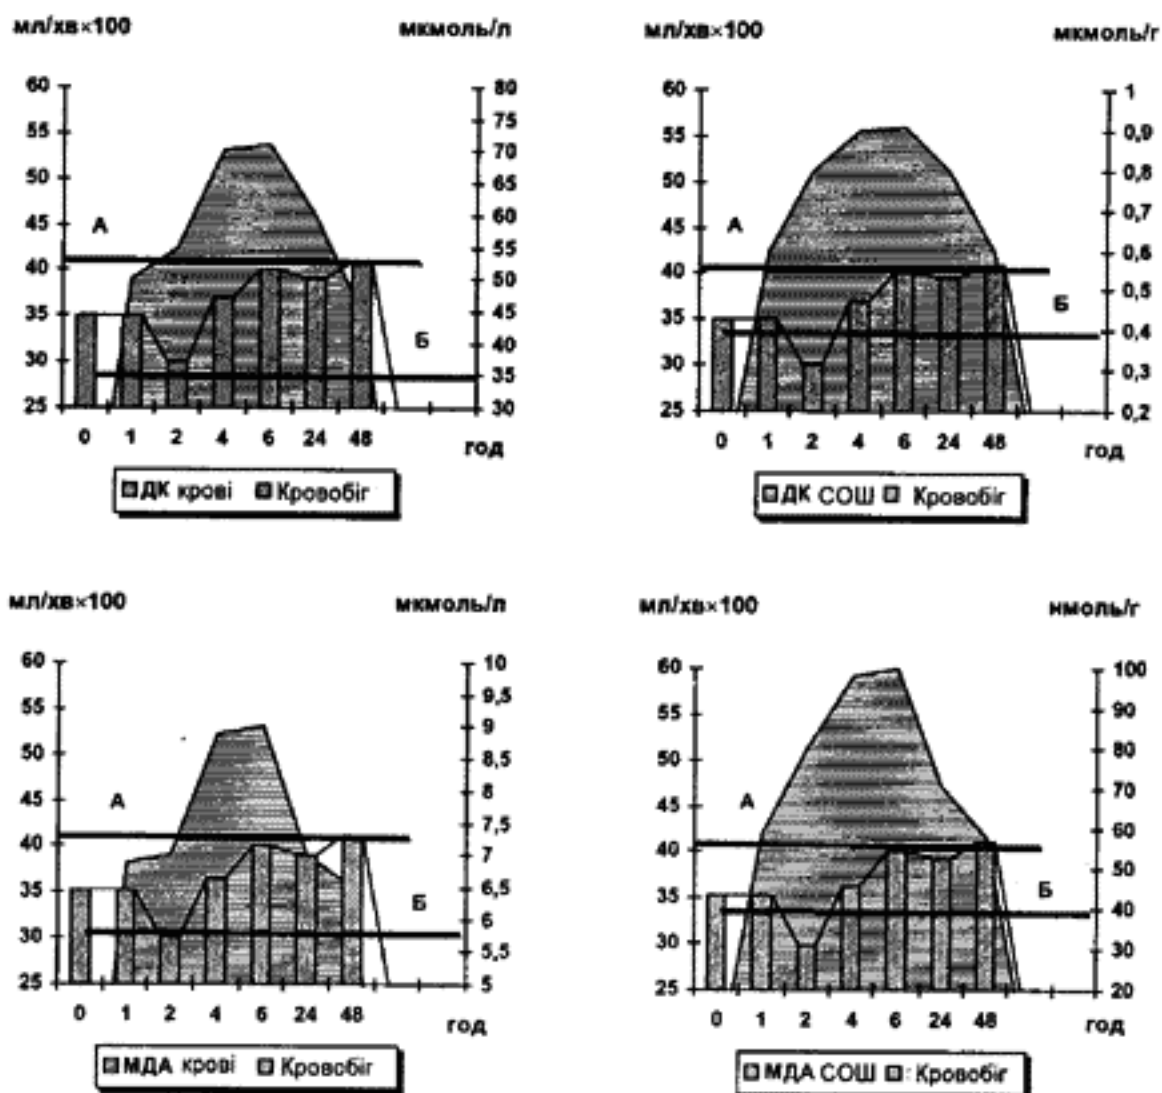 мл/хв×100 мкмоль/л
60 55 50 45 40 35 30 25
80 75 70 65 60 55 50 45 40 35 30
А
Б
0 1 2 4 6 24 48 год
ДК крові Кровобіг
мл/хв×100 мкмоль/г
60 55 50 45 40 35 30 25
1 0,9 0,8 0,7 0,6 0,5 0,4 0,3 0,2
А
Б
0 1 2 4 6 24 48 год
ДК СОШ Кровобіг
мл/хв×100 мкмоль/л
60 55 50 45 40 35 30 25
10 9,5 9 8,5 8 7,5 7 6,5 6 5,5 5
А
Б
0 1 2 4 6 24 48 год
МДА крові Кровобіг
мл/хв×100 нмоль/г
60 55 50 45 40 35 30 25
100 90 80 70 60 50 40 30 20
А
Б
0 1 2 4 6 24 48 год
МДА СОШ Кровобіг